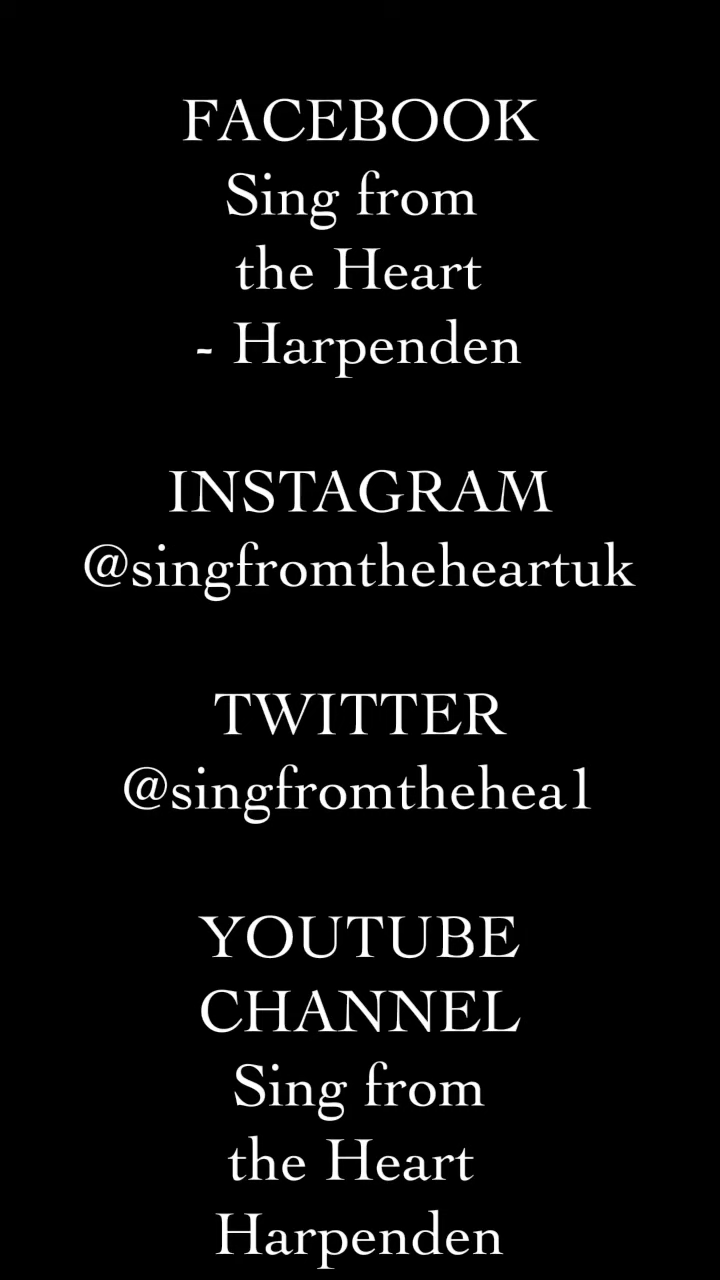 FACEBOOK
Sing from
the Heart
- Harpenden
INSTAGRAM
@singfromtheheartuk
TWITTER
@singfromthehea1
YOUTUBE
CHANNEL
Sing from
the Heart
Harpenden